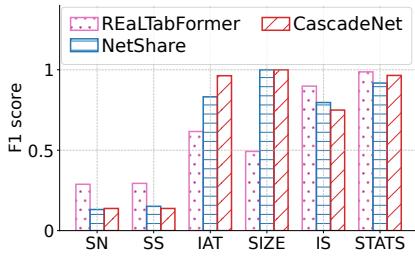 REaLTabFormer
CascadeNet
NetShare
F1 score
1
0.5
0
SN SS IAT SIZE IS STATS